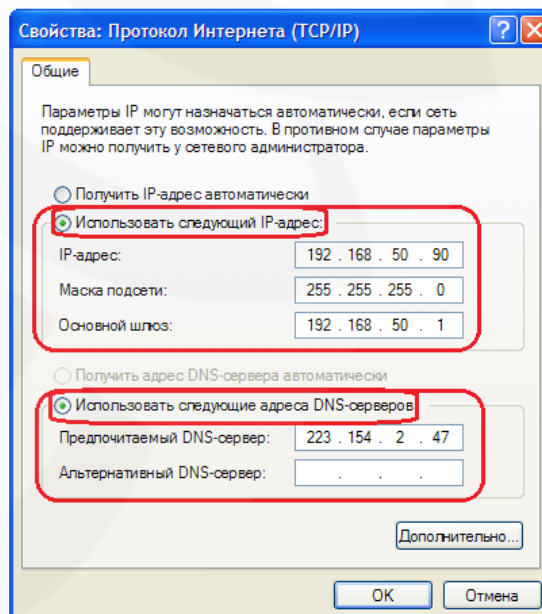 Свойства: Протокол Интернета (TCP/IP)
Общие
Параметры IP могут назначаться автоматически, если сеть
поддерживает эту возможность. В противном случае параметры
IP можно получить у сетевого администратора.
Получить IP-адрес автоматически
Использовать следующий IP-адрес:
IP-адрес: 192 . 168 . 50 . 90
Маска подсети: 255 . 255 . 255 . 0
Основной шлюз: 192 . 168 . 50 . 1
Получить адрес DNS-сервера автоматически
Использовать следующие адреса DNS-серверов
Предпочитаемый DNS-сервер: 223 . 154 . 2 . 47
Альтернативный DNS-сервер: . . .
Дополнительно...
OK Отмена